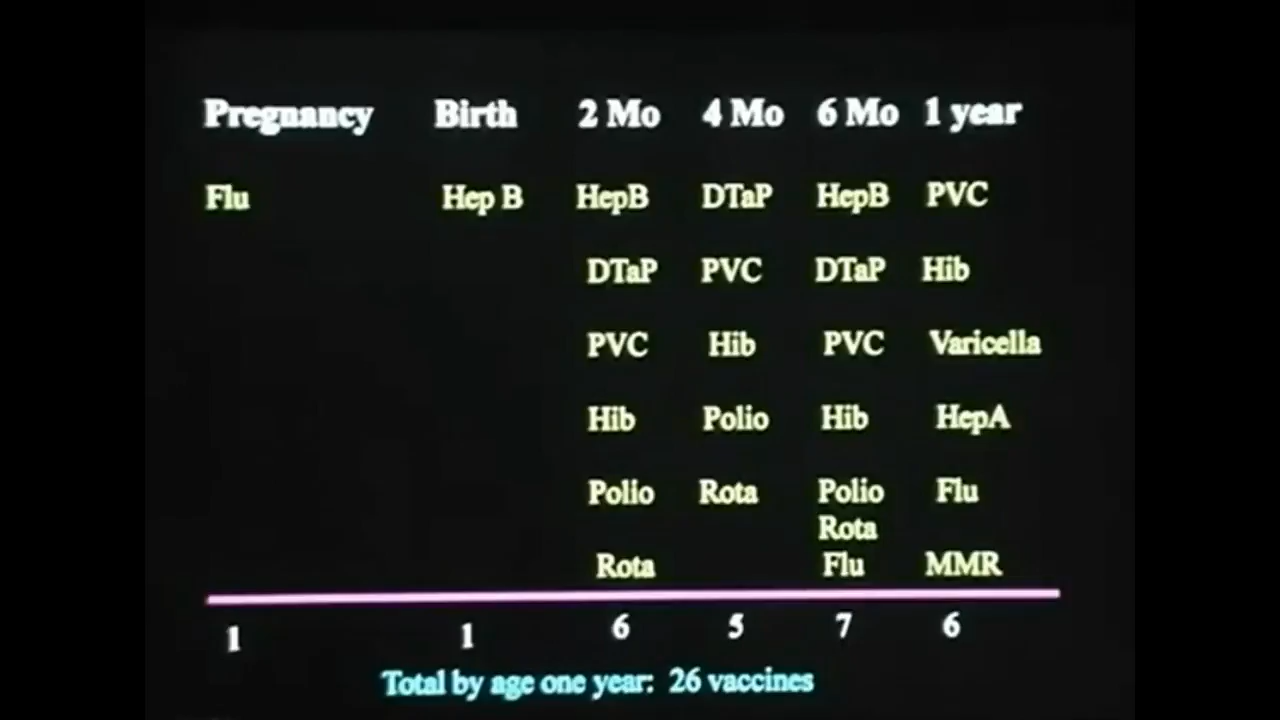 Pregnancy Birth 2 Mo 4 Mo 6 Mo 1 year
Flu Hep B HepB DTaP HepB PVC
DTaP PVC DTaP Hib
PVC Hib PVC Varicella
Hib Polio Hib HepA
Polio Rota Polio Flu
Rota
Rota Flu MMR
1 1 6 5 7 6
Total by age one year: 26 vaccines